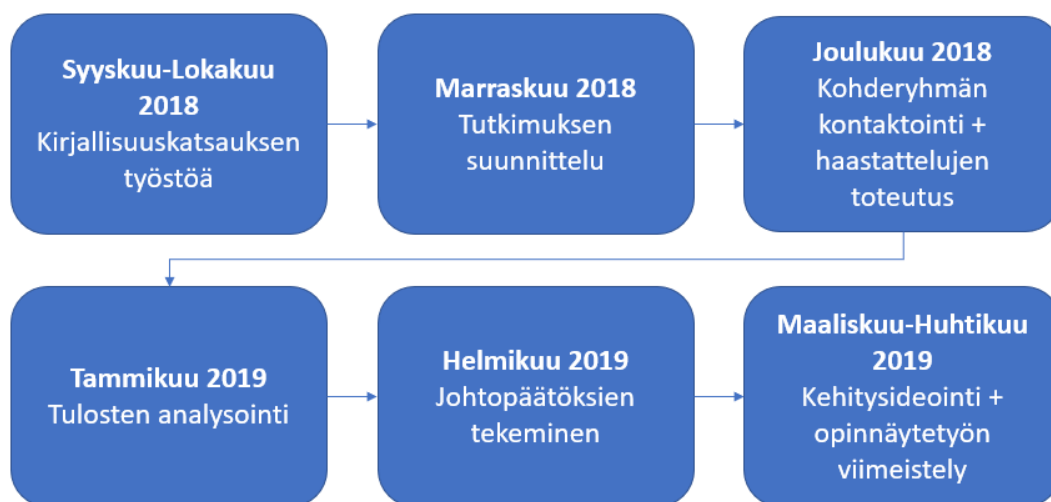 Syyskuu-Lokakuu
2018
Kirjallisuuskatsauksen
työstöä
Marraskuu 2018
Tutkimuksen
suunnittelu
Joulukuu 2018
Kohderyhmän
kontaktointi +
haastattelujen
toteutus
Tammikuu 2019
Tulosten analysointi
Helmikuu 2019
Johtopäätöksien
tekeminen
Maaliskuu-Huhtikuu
2019
Kehitysideointi +
opinnäytetyön
viimeistely